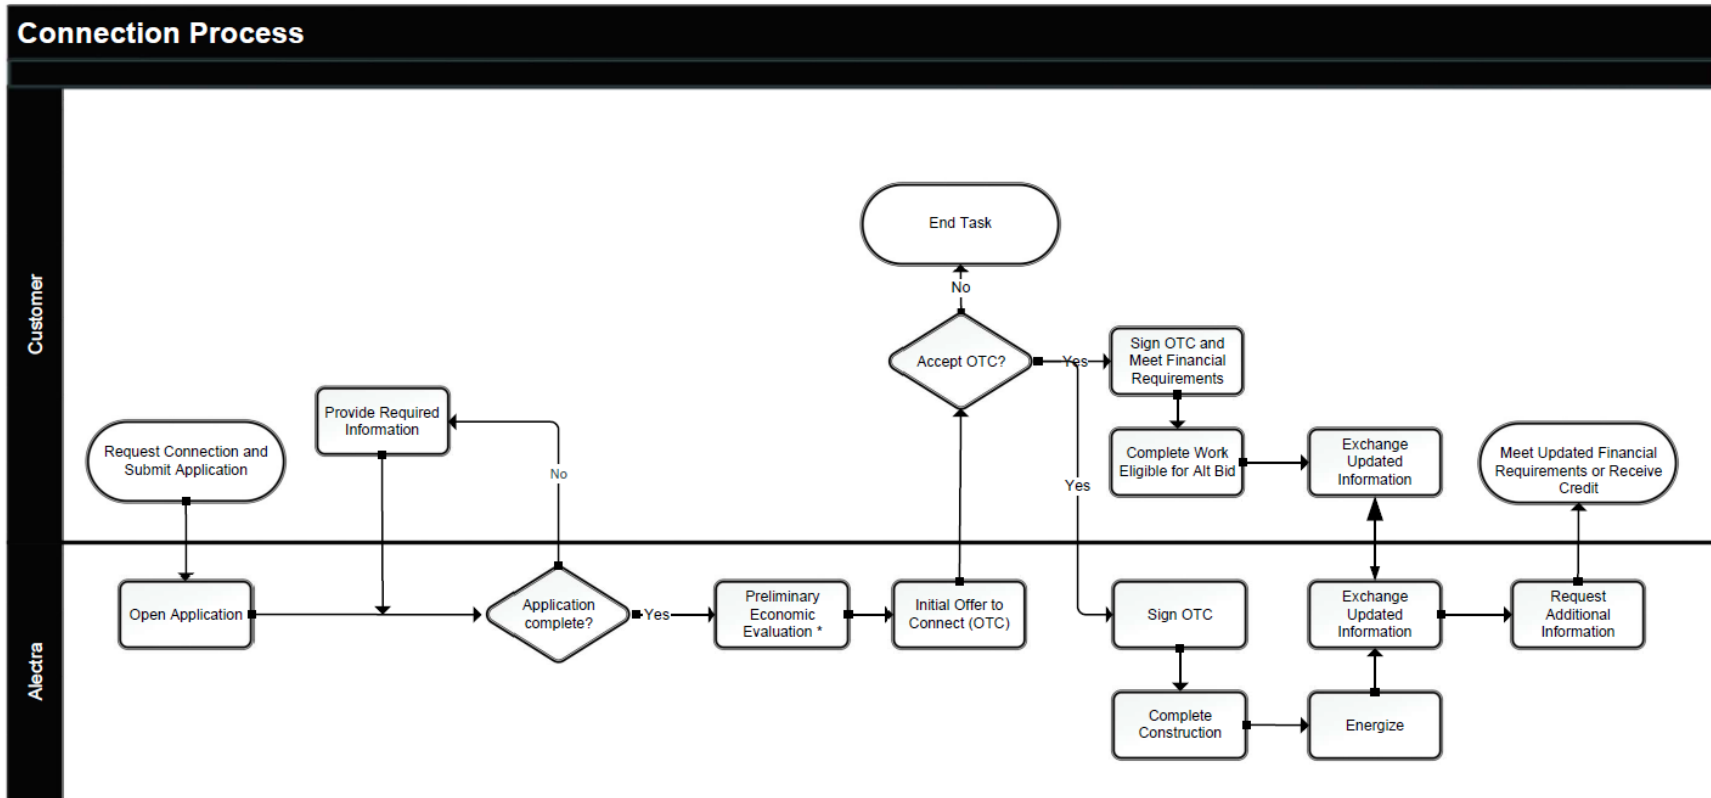 Connection Process
Customer
End Task
No
Accept OTC?
Yes
Sign OTC and
Meet Financial
Requirements
Provide Required
Information
Request Connection and
Submit Application
No
Yes
Complete Work
Eligible for Alt Bid
Exchange
Updated
Information
Meet Updated Financial
Requirements or Receive
Credit
Alectra
Open Application
Application
complete?
Yes
Preliminary
Economic
Evaluation *
Initial Offer to
Connect (OTC)
Sign OTC
Exchange
Updated
Information
Request
Additional
Information
Complete
Construction
Energize